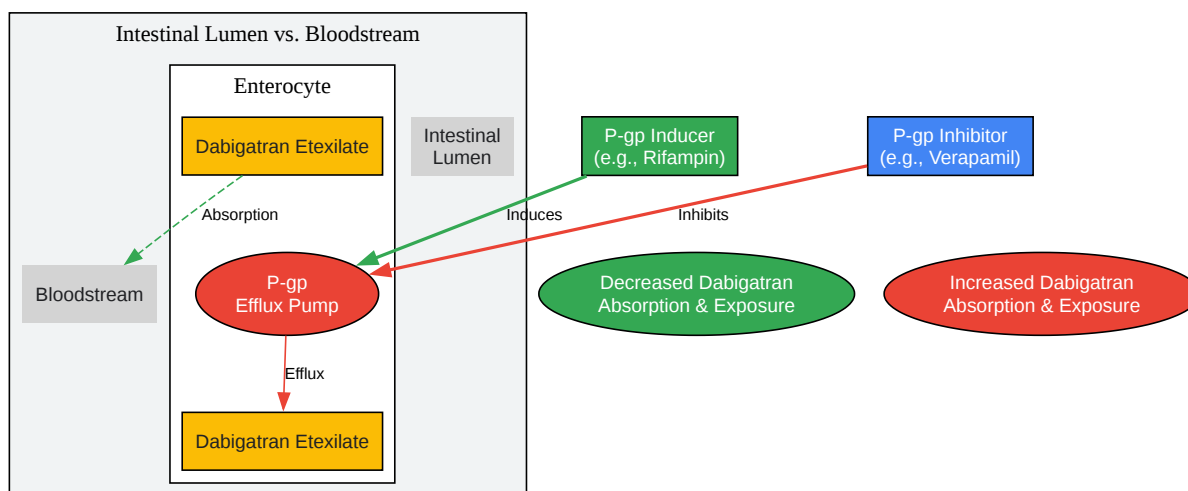 Intestinal Lumen vs. Bloodstream
Enterocyte
Dabigatran Etexilate
Intestinal
Lumen
P-gp Inducer
(e.g., Rifampin)
P-gp Inhibitor
(e.g., Verapamil)
Absorption
Induces
Inhibits
Bloodstream
P-gp
Efflux Pump
Decreased Dabigatran
Absorption & Exposure
Increased Dabigatran
Absorption & Exposure
Efflux
Dabigatran Etexilate